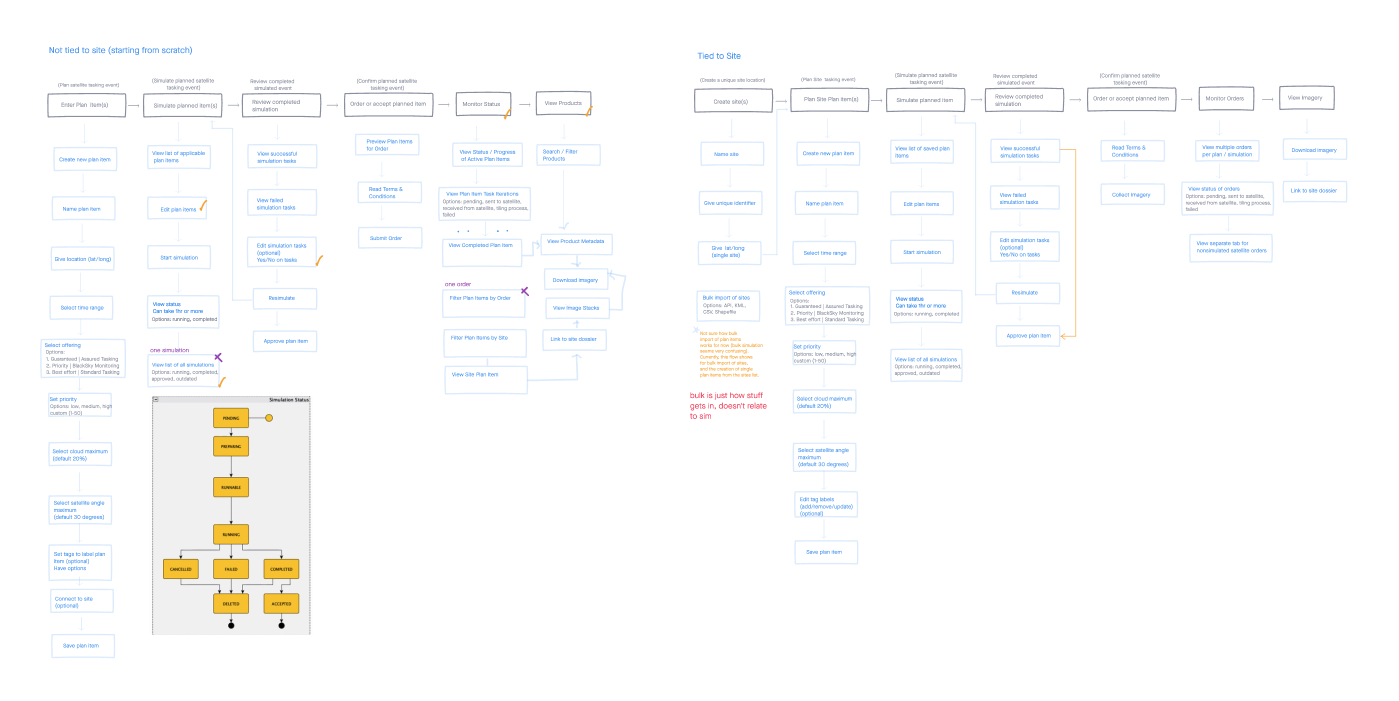 Not tied to site (starting from scratch)
(Plan satellite tasking event)
Enter Plan Item(s)
Create new plan item
Name plan item
Give location (lat/long)
Select time range
Select offering
Options:
1. Guaranteed | Assured Tasking
2. Priority | BlackSky Monitoring
3. Best effort | Standard Tasking
Set priority
Options: low, medium, high
custom (1-50)
Select cloud maximum
(default 20%)
Select satellite angle
maximum
(default 30 degrees)
Set tags to label plan
item (optional)
Have options
Connect to site
(optional)
Save plan item
(Simulate planned satellite
tasking event)
Simulate planned item(s)
View list of applicable
plan items
Edit plan items
Start simulation
View status
Can take 1hr or more
Options: running, completed
one simulation
View list of all simulations
Options: running, completed,
approved, outdated
Simulation Status
PENDING
PREPARING
RUNNABLE
RUNNING
CANCELLED
FAILED
COMPLETED
DELETED
ACCEPTED
Review completed
simulated event
Review completed
simulation
View successful
simulation tasks
View failed
simulation tasks
Edit simulation tasks
(optional)
Yes/No on tasks
Resimulate
Approve plan item
(Confirm planned satellite
tasking event)
Order or accept planned item
Preview Plan Items
for Order
Read Terms &
Conditions
Submit Order
Monitor Status
View Status / Progress
of Active Plan Items
View Plan Item Task Iterations
Options: pending, sent to satellite,
received from satellite, tiling process,
failed
View Completed Plan Item
one order
Filter Plan Items by Order
Filter Plan Items by Site
View Site Plan Item
View Products
Search / Filter
Products
View Product Metadata
Download Imagery
View Image Stacks
Link to site dossier
Tied to Site
(Create a unique site location)
Create site(s)
Name site
Give unique identifier
Give lat/long
(single site)
Bulk import of sites
Options: API, KML,
CSV, Shapefile
Not sure how bulk
import of plan items
works for now (bulk simulation
seems very confusing).
Currently this flow shows
for bulk import of sites,
and the creation of single
plan items from the sites list.
bulk is just how stuff
gets in, doesn't relate
to sim
(Plan Site tasking event)
Plan Site Plan Item(s)
Create new plan item
Name plan item
Select time range
Select offering
Options:
1. Guaranteed | Assured Tasking
2. Priority | BlackSky Monitoring
3. Best effort | Standard Tasking
Set priority
Options: low, medium, high
custom (1-50)
Select cloud maximum
(default 20%)
Select satellite angle
maximum
(default 30 degrees)
Edit tag labels
(add/remove/update)
(optional)
Save plan item
(Simulate planned satellite
tasking event)
Simulate planned item
View list of saved plan
items
Edit plan items
Start simulation
View status
Can take 1hr or more
Options: running, completed
View list of all simulations
Options: running, completed,
approved, outdated
Review completed
simulated event
Review completed
simulation
View successful
simulation tasks
View failed
simulation tasks
Edit simulation tasks
(optional)
Yes/No on tasks
Resimulate
Approve plan item
(Confirm planned satellite
tasking event)
Order or accept planned item
Read Terms &
Conditions
Collect Imagery
Monitor Orders
View multiple orders
per plan / simulation
View status of orders
Options: pending, sent to satellite,
received from satellite, tiling process,
failed
View separate tab for
nonsimulated satellite orders
View Imagery
Download imagery
Link to site dossier